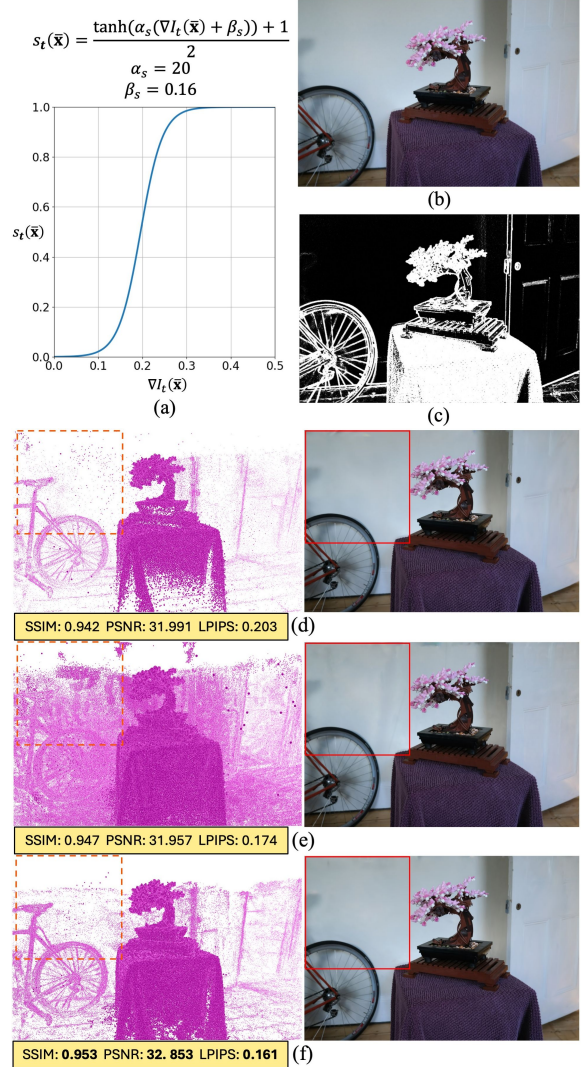 s_t(x̄) = (tanh(α_s(∇I_t(x̄) + β_s)) + 1) / 2
α_s = 20
β_s = 0.16
1.0
0.8
0.6
s_t(x̄)
0.4
0.2
0.0
0.0 0.1 0.2 0.3 0.4 0.5
∇I_t(x̄)
(a)
(b)
(c)
SSIM: 0.942 PSNR: 31.991 LPIPS: 0.203 (d)
SSIM: 0.947 PSNR: 31.957 LPIPS: 0.174 (e)
SSIM: 0.953 PSNR: 32. 853 LPIPS: 0.161 (f)